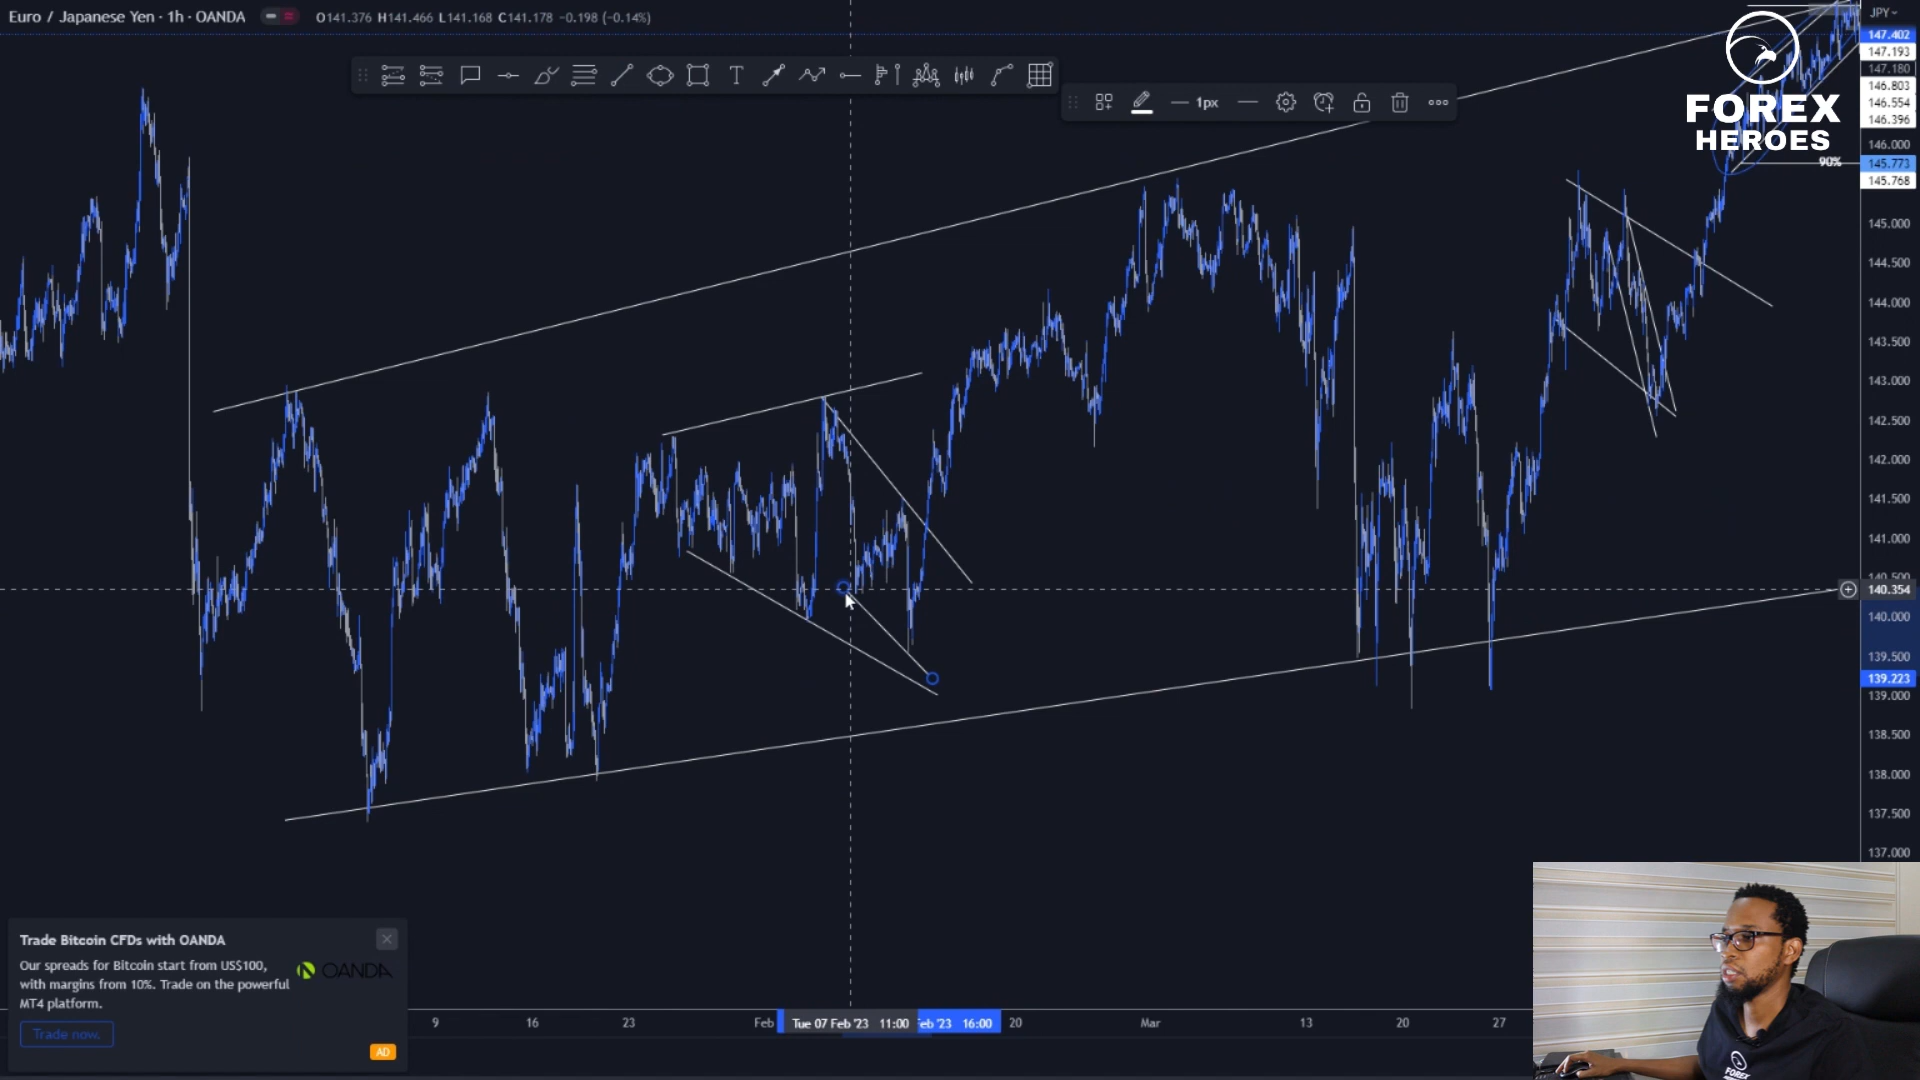 Euro / Japanese Yen · 1h · OANDA
O141.376 H141.466 L141.168 C141.178 −0.198 (−0.14%)
JPY
147.402
147.193
147.180
146.803
146.554
146.396
146.000
90%
145.773
145.768
145.000
144.500
144.000
143.500
143.000
142.500
142.000
141.500
141.000
140.500
140.354
140.000
139.500
139.223
139.000
138.500
138.000
137.500
137.000
T
1px
FOREX
HEROES
Trade Bitcoin CFDs with OANDA
Our spreads for Bitcoin start from US$100,
with margins from 10%. Trade on the powerful
MT4 platform.
OANDA
Trade now.
AD
9 16 23 Feb Tue 07 Feb '23 11:00 Feb '23 16:00 20 Mar 13 20 27
FOREX